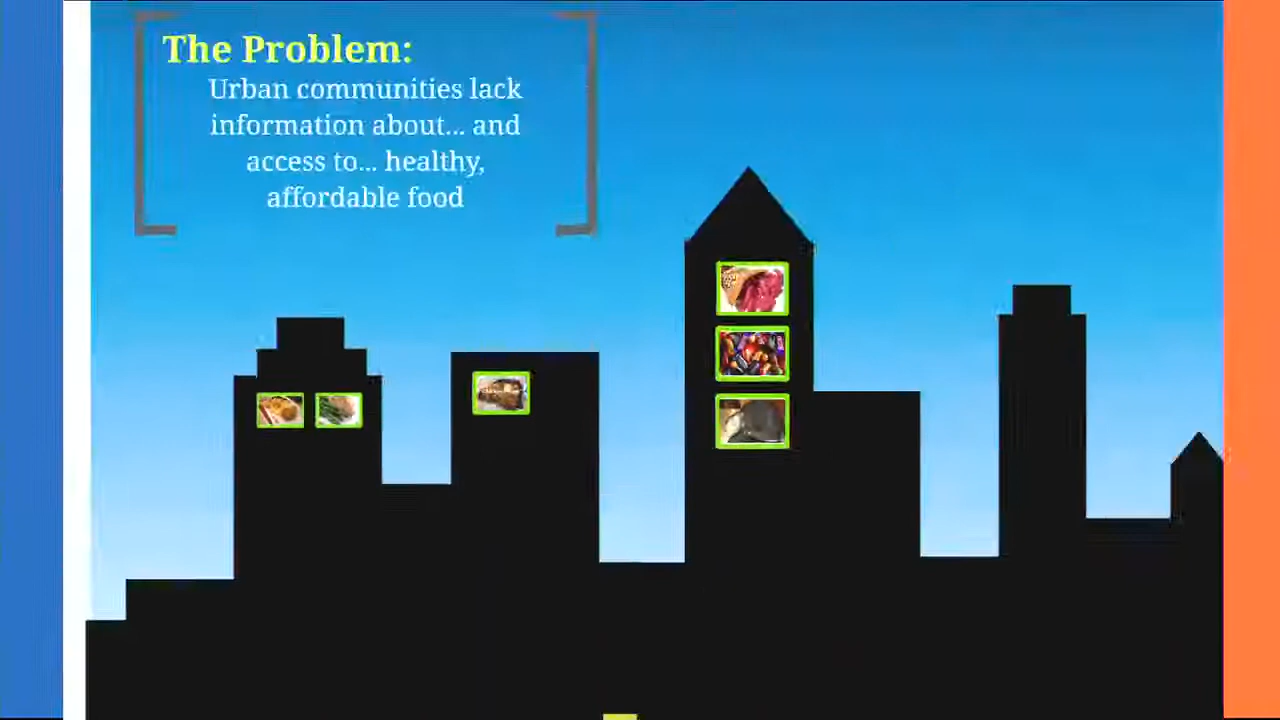 The Problem:
Urban communities lack
information about... and
access to... healthy,
affordable food